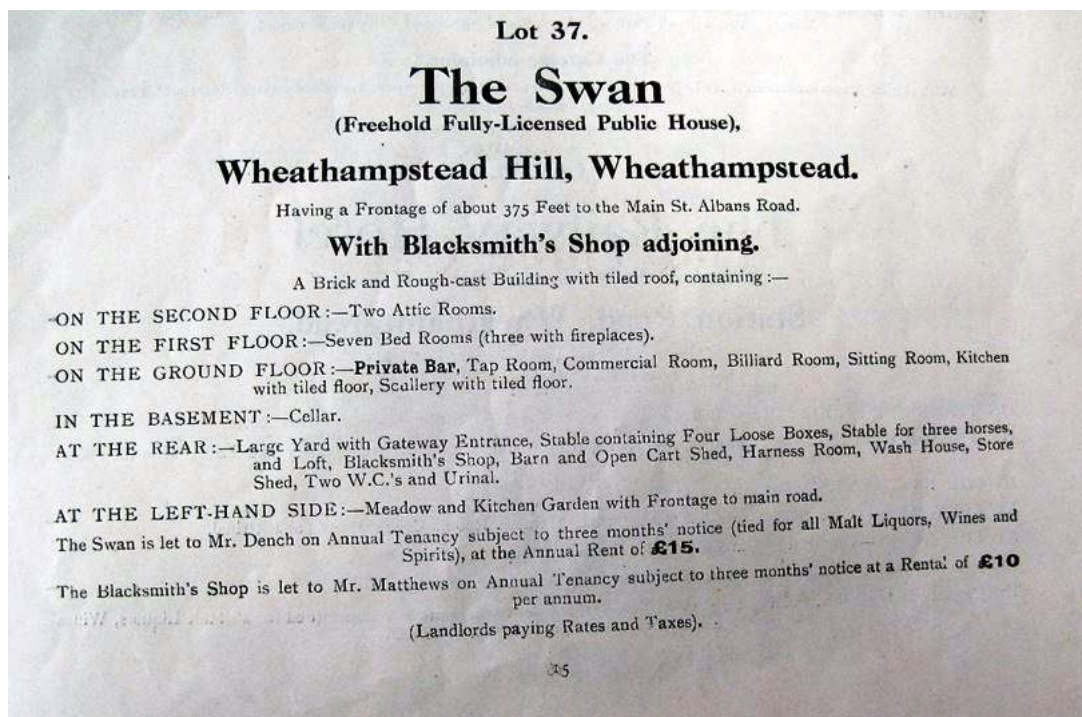 Lot 37.
The Swan
(Freehold Fully-Licensed Public House),
Wheathampstead Hill, Wheathampstead.
Having a Frontage of about 375 Feet to the Main St. Albans Road.
With Blacksmith's Shop adjoining.
A Brick and Rough-cast Building with tiled roof, containing :—
ON THE SECOND FLOOR :—Two Attic Rooms.
ON THE FIRST FLOOR :—Seven Bed Rooms (three with fireplaces).
ON THE GROUND FLOOR :—Private Bar, Tap Room, Commercial Room, Billiard Room, Sitting Room, Kitchen
with tiled floor, Scullery with tiled floor.
IN THE BASEMENT :—Cellar.
AT THE REAR :—Large Yard with Gateway Entrance, Stable containing Four Loose Boxes, Stable for three horses,
and Loft, Blacksmith's Shop, Barn and Open Cart Shed, Harness Room, Wash House, Store
Shed, Two W.C.'s and Urinal.
AT THE LEFT-HAND SIDE :—Meadow and Kitchen Garden with Frontage to main road.
The Swan is let to Mr. Dench on Annual Tenancy subject to three months' notice (tied for all Malt Liquors, Wines and
Spirits), at the Annual Rent of £15.
The Blacksmith's Shop is let to Mr. Matthews on Annual Tenancy subject to three months' notice at a Rental of £10
per annum.
(Landlords paying Rates and Taxes).